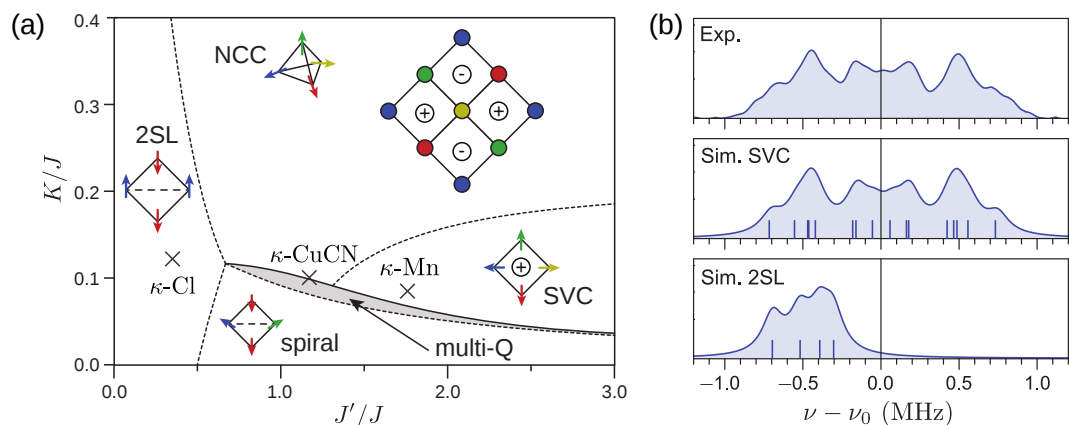 (a)
0.4
0.3
0.2
0.1
0.0
K/J
NCC
-
+
+
-
2SL
κ-Cl
κ-CuCN
κ-Mn
+
SVC
spiral
multi-Q
0.0
1.0
2.0
3.0
J′/J
(b)
Exp.
Sim. SVC
Sim. 2SL
−1.0
−0.5
0.0
0.5
1.0
ν − ν0 (MHz)